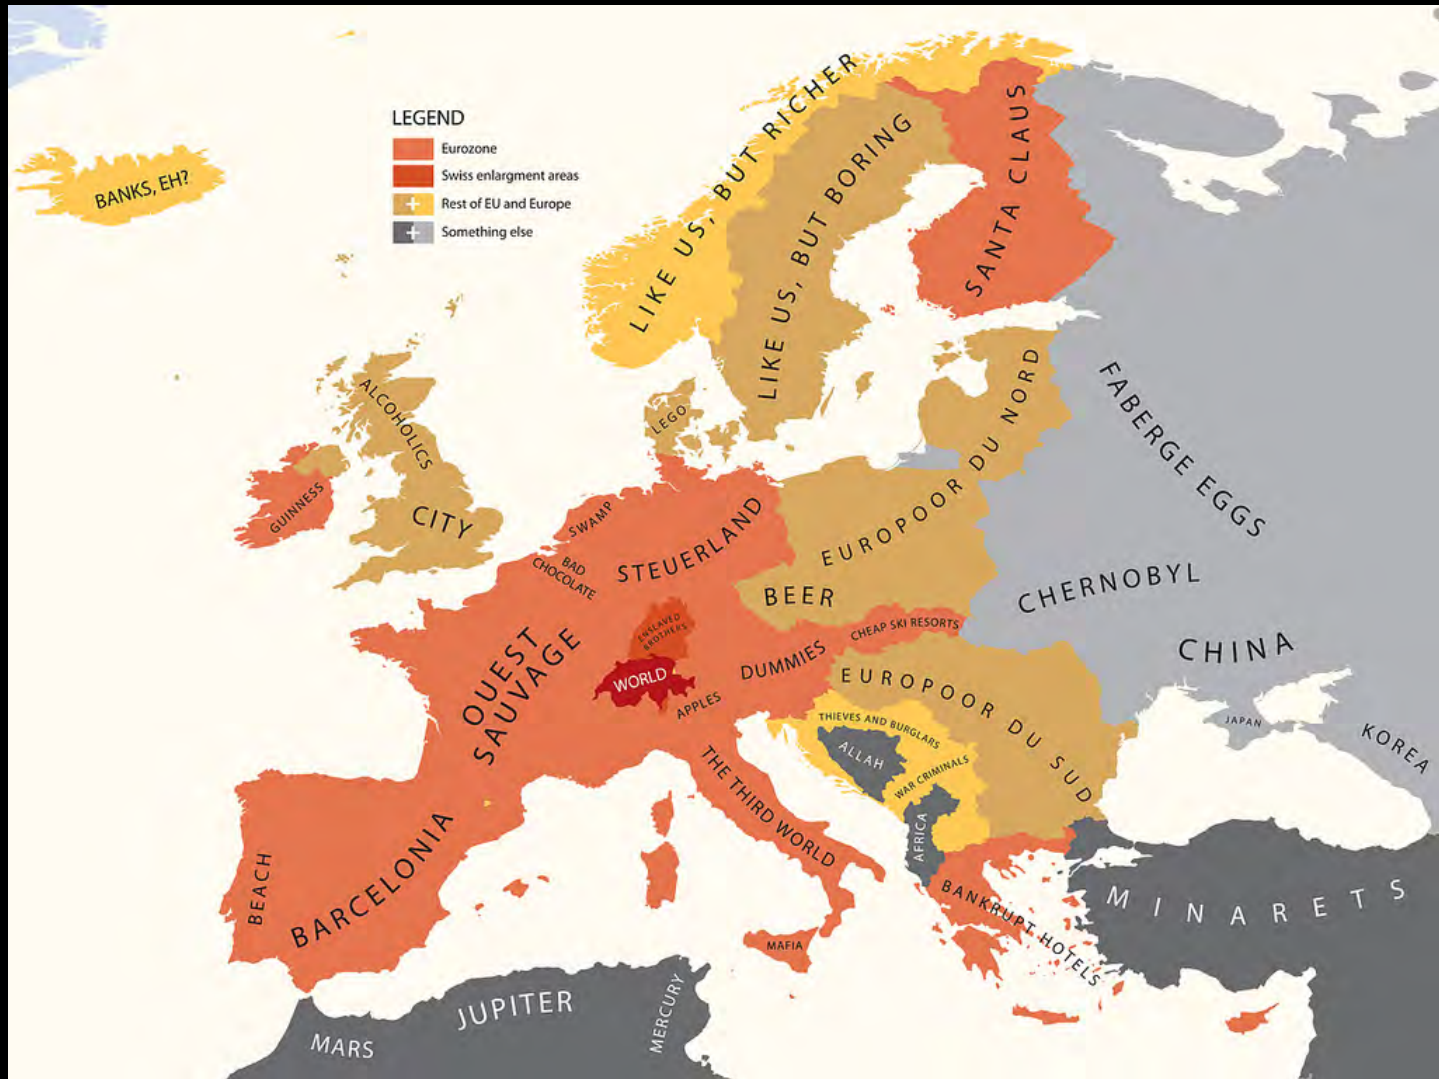 LEGEND
Eurozone
Swiss enlargment areas
Rest of EU and Europe
Something else
BANKS, EH?
LIKE US, BUT RICHER
LIKE US, BUT BORING
SANTA CLAUS
ALCOHOLICS
LEGO
GUINNESS
CITY
SWAMP
BAD
CHOCOLATE
STEUERLAND
EUROPOOR DU NORD
FABERGE EGGS
BEER
CHERNOBYL
CHINA
OUEST
SAUVAGE
ENSLAVED
BROTHERS
WORLD
APPLES
DUMMIES
CHEAP SKI RESORTS
EUROPOOR DU SUD
THIEVES AND BURGLARS
ALLAH
WAR CRIMINALS
JAPAN
KOREA
THE THIRD WORLD
AFRICA
BEACH
BARCELONIA
MAFIA
BANKRUPT HOTELS
MINARETS
MARS
JUPITER
MERCURY